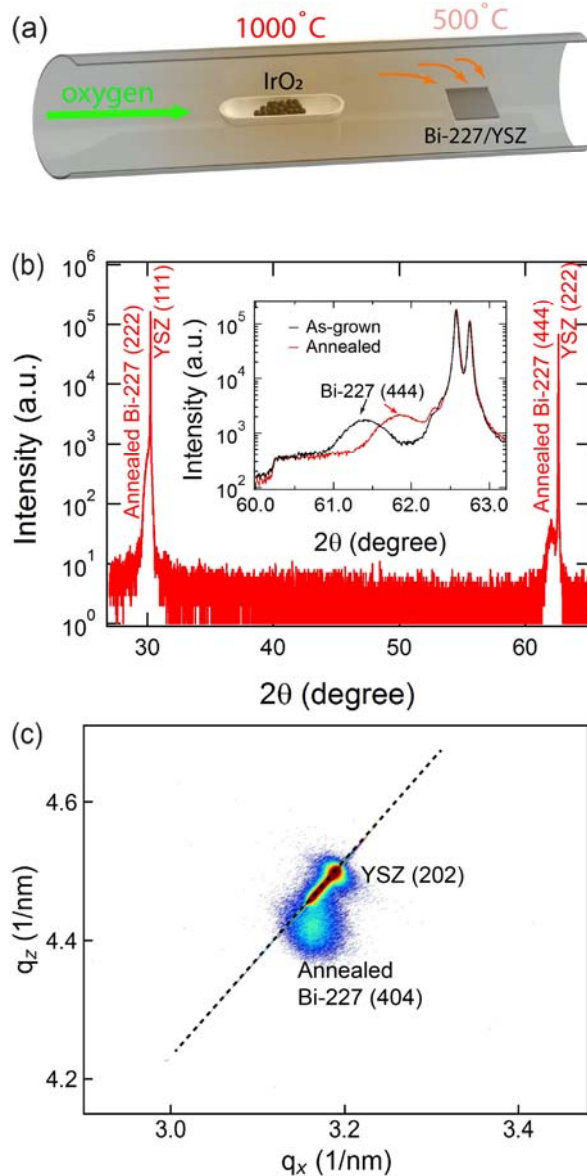 (a)
1000°C
500°C
IrO₂
oxygen
Bi-227/YSZ
(b)
10⁶
10⁵
10⁴
10³
10²
10¹
10⁰
Intensity (a.u.)
Annealed Bi-227 (222)
YSZ (111)
Annealed Bi-227 (444)
YSZ (222)
As-grown
Annealed
Bi-227 (444)
10⁵
10⁴
10³
10²
Intensity (a.u.)
60.0 61.0 62.0 63.0
2θ (degree)
30 40 50 60
2θ (degree)
(c)
4.6
4.4
4.2
q_z (1/nm)
YSZ (202)
Annealed
Bi-227 (404)
3.0 3.2 3.4
q_x (1/nm)